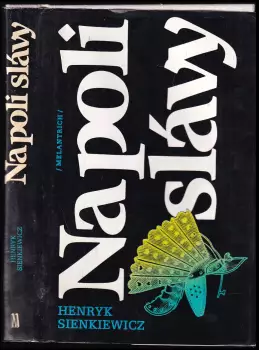 Na poli slávy
HENRYK
SIENKIEWICZ
M
Na poli
slávy
/ MELANTRICH /
HENRYK
SIENKIEWICZ